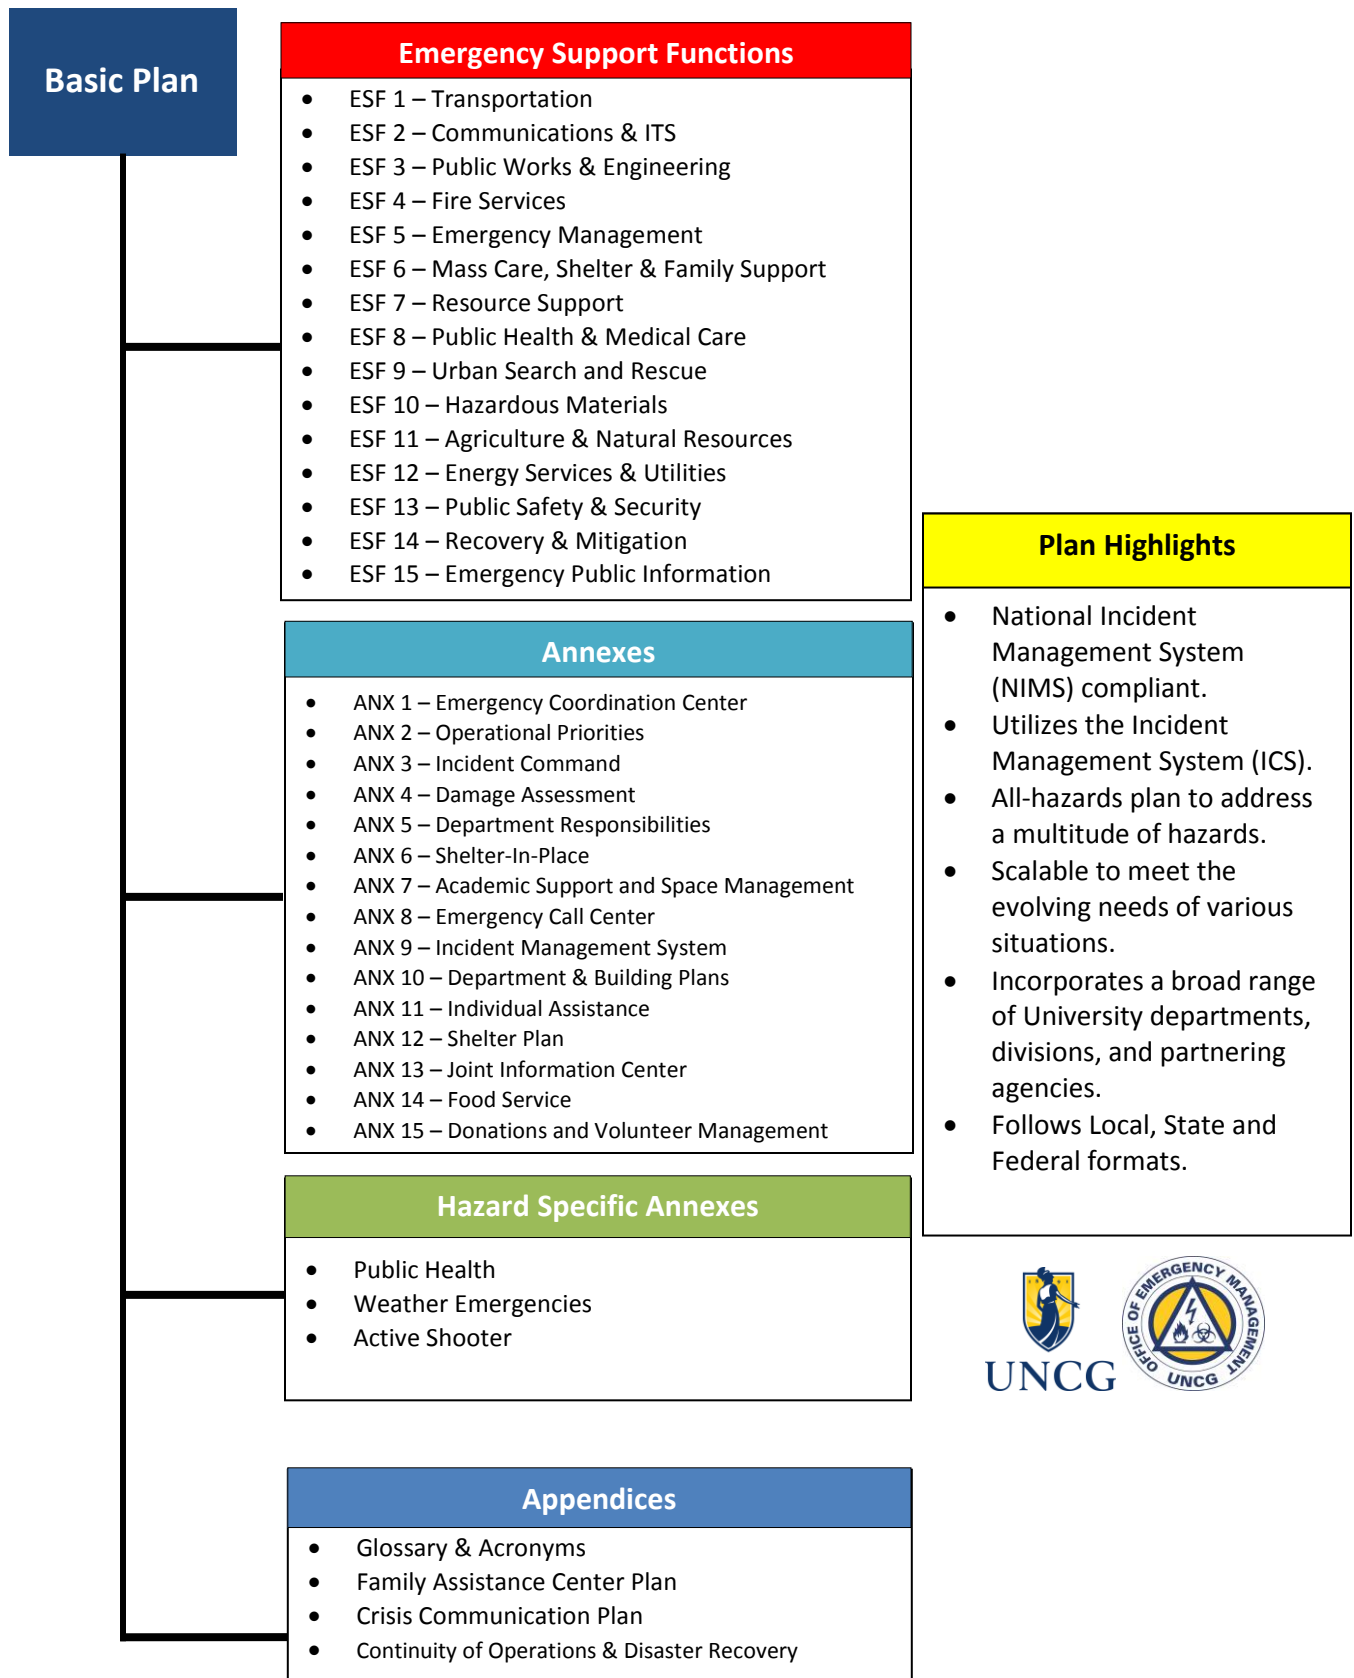 Basic Plan
Emergency Support Functions
• ESF 1 – Transportation
• ESF 2 – Communications & ITS
• ESF 3 – Public Works & Engineering
• ESF 4 – Fire Services
• ESF 5 – Emergency Management
• ESF 6 – Mass Care, Shelter & Family Support
• ESF 7 – Resource Support
• ESF 8 – Public Health & Medical Care
• ESF 9 – Urban Search and Rescue
• ESF 10 – Hazardous Materials
• ESF 11 – Agriculture & Natural Resources
• ESF 12 – Energy Services & Utilities
• ESF 13 – Public Safety & Security
• ESF 14 – Recovery & Mitigation
• ESF 15 – Emergency Public Information
Annexes
• ANX 1 – Emergency Coordination Center
• ANX 2 – Operational Priorities
• ANX 3 – Incident Command
• ANX 4 – Damage Assessment
• ANX 5 – Department Responsibilities
• ANX 6 – Shelter-In-Place
• ANX 7 – Academic Support and Space Management
• ANX 8 – Emergency Call Center
• ANX 9 – Incident Management System
• ANX 10 – Department & Building Plans
• ANX 11 – Individual Assistance
• ANX 12 – Shelter Plan
• ANX 13 – Joint Information Center
• ANX 14 – Food Service
• ANX 15 – Donations and Volunteer Management
Hazard Specific Annexes
• Public Health
• Weather Emergencies
• Active Shooter
Appendices
• Glossary & Acronyms
• Family Assistance Center Plan
• Crisis Communication Plan
• Continuity of Operations & Disaster Recovery
Plan Highlights
• National Incident
Management System
(NIMS) compliant.
• Utilizes the Incident
Management System (ICS).
• All-hazards plan to address
a multitude of hazards.
• Scalable to meet the
evolving needs of various
situations.
• Incorporates a broad range
of University departments,
divisions, and partnering
agencies.
• Follows Local, State and
Federal formats.
UNCG
OFFICE OF EMERGENCY MANAGEMENT
UNCG